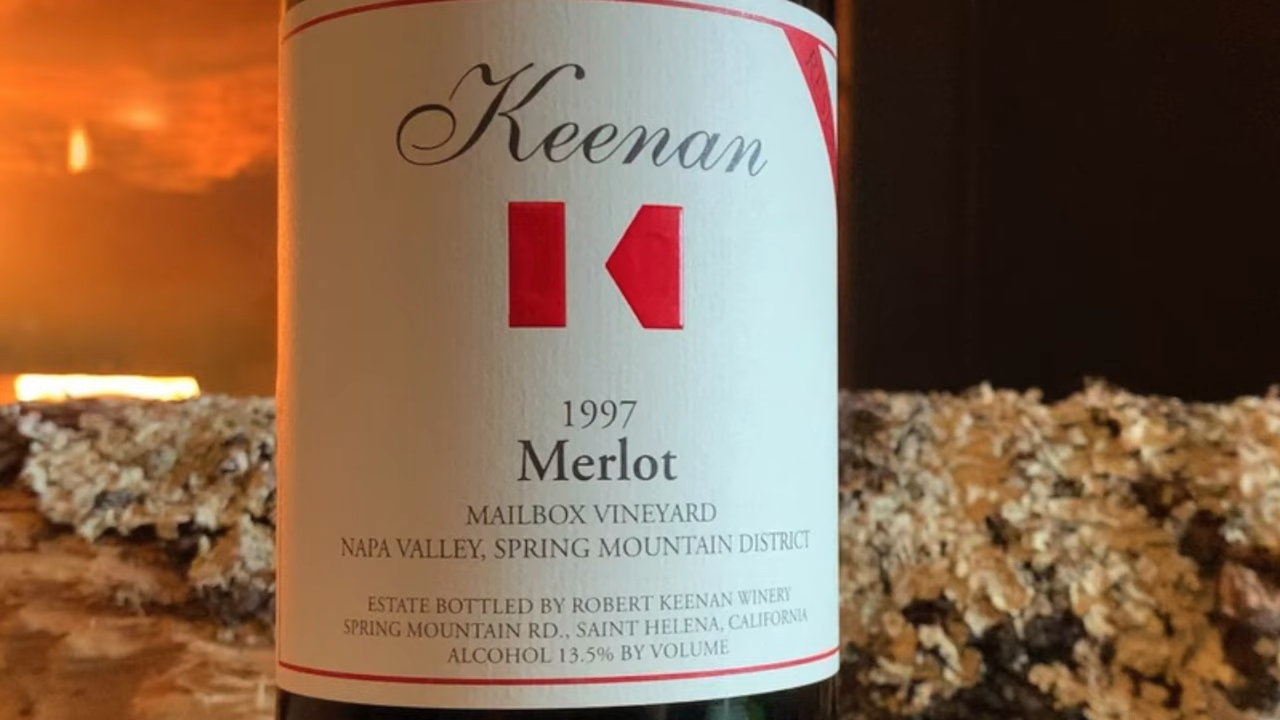 Keenan
1997
Merlot
MAILBOX VINEYARD
NAPA VALLEY, SPRING MOUNTAIN DISTRICT
ESTATE BOTTLED BY ROBERT KEENAN WINERY
SPRING MOUNTAIN RD., SAINT HELENA, CALIFORNIA
ALCOHOL 13.5% BY VOLUME